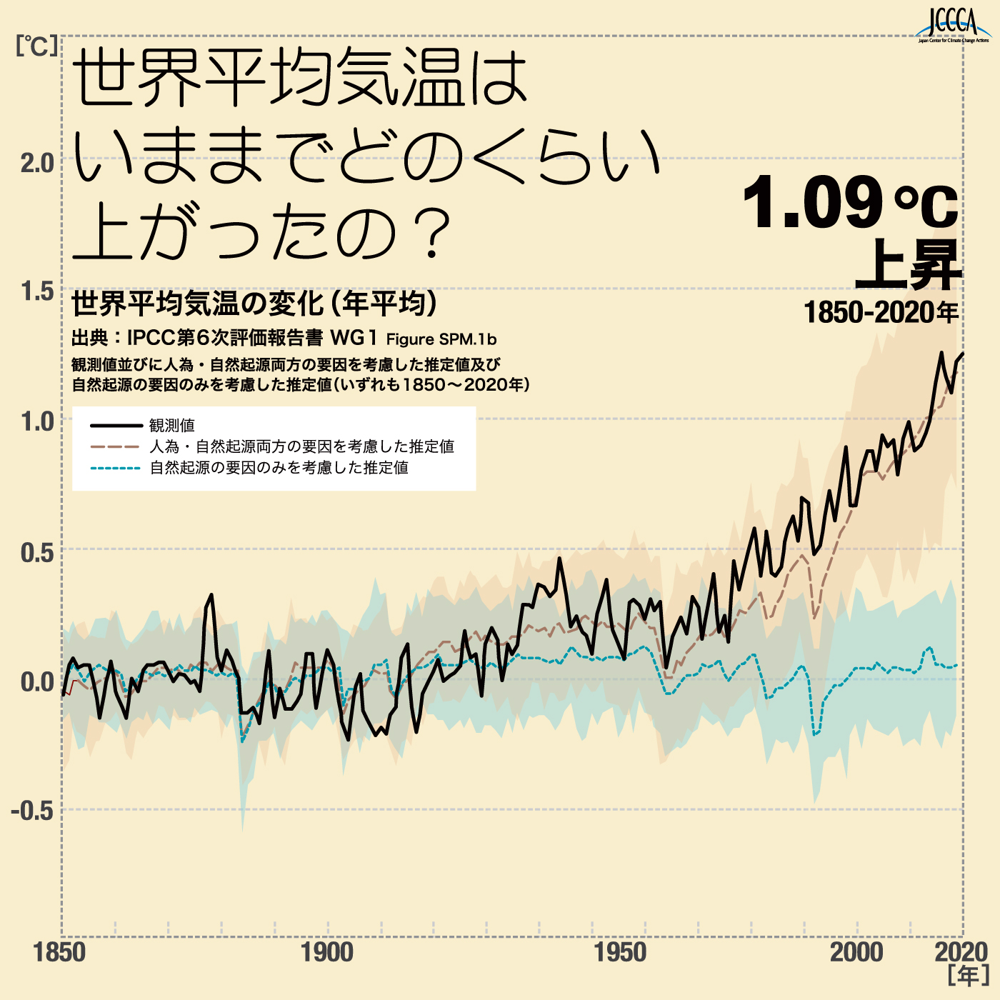 JCCCA
Japan Center for Climate Change Actions
[℃]
世界平均気温は
いままでどのくらい
上がったの？
1.09℃
上昇
1850-2020年
世界平均気温の変化（年平均）
出典：IPCC第6次評価報告書 WG1 Figure SPM.1b
観測値並びに人為・自然起源両方の要因を考慮した推定値及び
自然起源の要因のみを考慮した推定値（いずれも1850～2020年）
観測値
人為・自然起源両方の要因を考慮した推定値
自然起源の要因のみを考慮した推定値
2.0
1.5
1.0
0.5
0.0
-0.5
1850 1900 1950 2000 2020
[年]